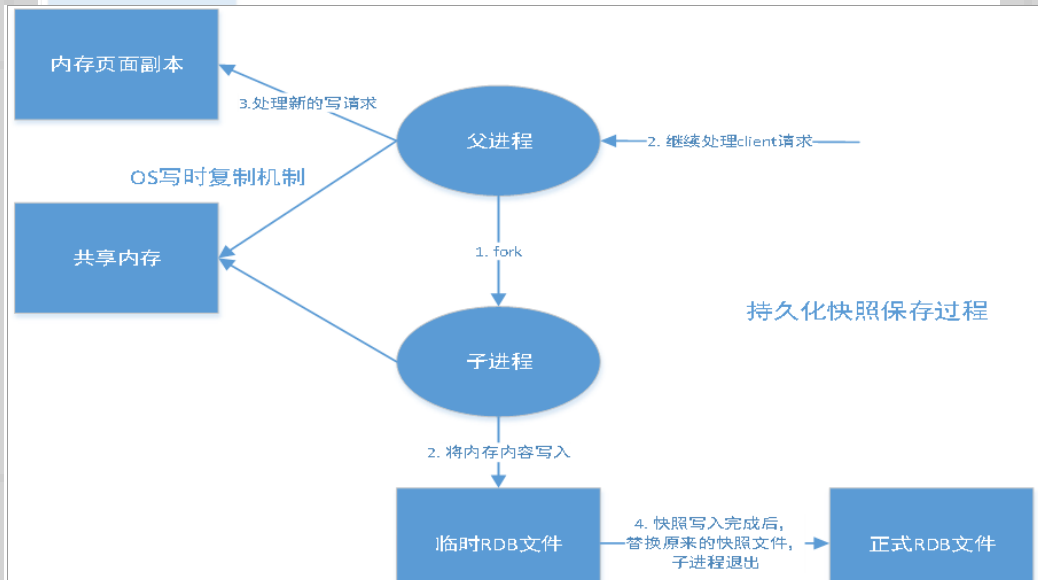 内存页面副本
3.处理新的写请求
父进程
2. 继续处理client请求
OS写时复制机制
共享内存
1. fork
持久化快照保存过程
子进程
2. 将内存内容写入
临时RDB文件
4. 快照写入完成后,
替换原来的快照文件,
子进程退出
正式RDB文件